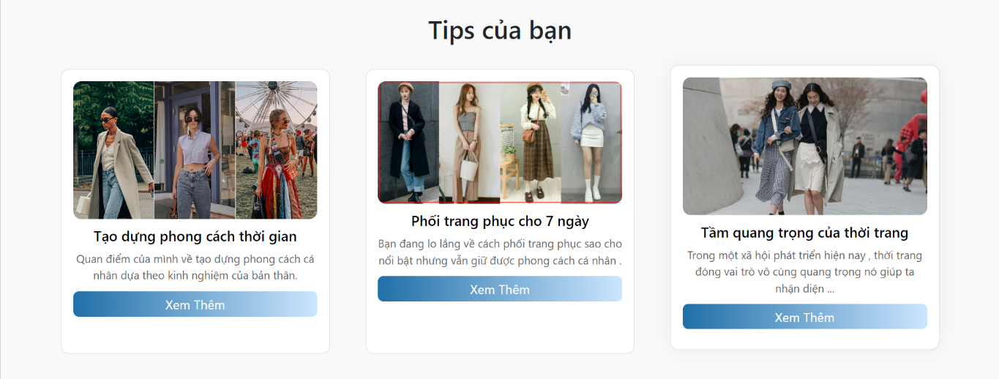 Tips của bạn
Tạo dựng phong cách thời gian
Quan điểm của mình về tạo dựng phong cách cá
nhân dựa theo kinh nghiệm của bản thân.
Xem Thêm
Phối trang phục cho 7 ngày
Bạn đang lo lắng về cách phối trang phục sao cho
nổi bật nhưng vẫn giữ được phong cách cá nhân .
Xem Thêm
Tầm quang trọng của thời trang
Trong một xã hội phát triển hiện nay , thời trang
đóng vai trò vô cùng quang trọng nó giúp ta
nhận diện ...
Xem Thêm